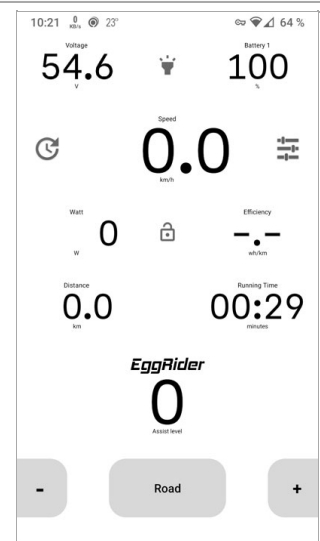 10:21 0 KB/s 23° 64 %
Voltage Battery 1
54.6 100
V %
Speed
0.0
km/h
Watt Efficiency
0 -.-
W wh/km
Distance Running Time
0.0 00:29
km minutes
EggRider
0
Assist level
- Road +